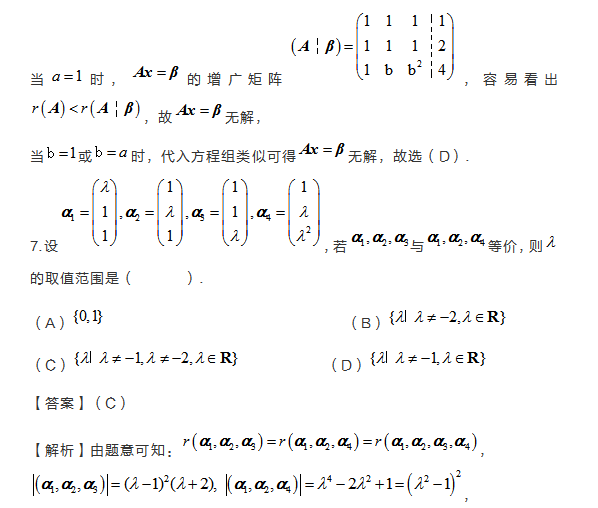 当 a=1 时， Ax=β 的增广矩阵 (A ¦ β)=(1 1 1 ¦ 1; 1 1 1 ¦ 2; 1 b b² ¦ 4) ，容易看出
r(A)<r(A ¦ β)，故 Ax=β 无解，
当 b=1 或 b=a 时，代入方程组类似可得 Ax=β 无解，故选（D）.
7.设 α₁=(λ; 1; 1), α₂=(1; λ; 1), α₃=(1; 1; λ), α₄=(1; λ; λ²)，若 α₁,α₂,α₃ 与 α₁,α₂,α₄ 等价，则 λ
的取值范围是（　　）.
（A）{0,1} （B）{λ| λ≠-2,λ∈R}
（C）{λ| λ≠-1,λ≠-2,λ∈R} （D）{λ| λ≠-1,λ∈R}
【答案】（C）
【解析】由题意可知：r(α₁,α₂,α₃)=r(α₁,α₂,α₄)=r(α₁,α₂,α₃,α₄)，
|(α₁,α₂,α₃)|=(λ-1)²(λ+2), |(α₁,α₂,α₄)|=λ⁴-2λ²+1=(λ²-1)²，